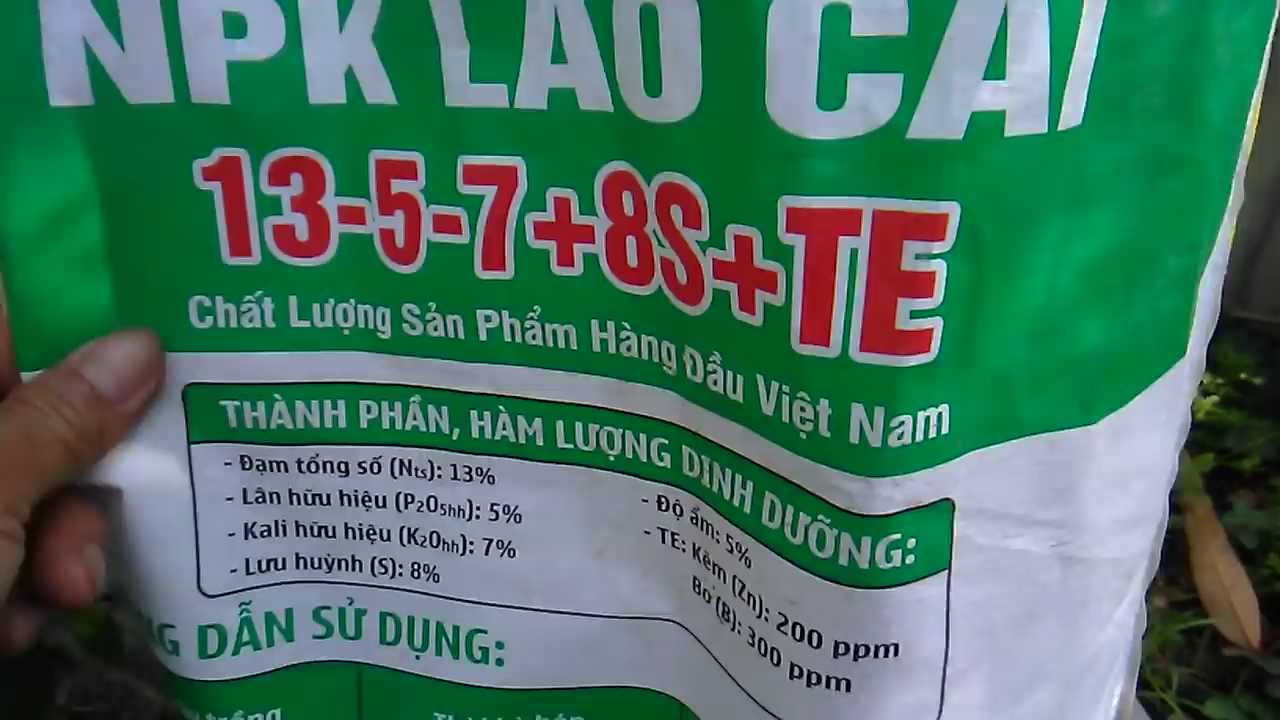 NPK LAO CAI
13-5-7+8S+TE
Chất Lượng Sản Phẩm Hàng Đầu Việt Nam
THÀNH PHẦN, HÀM LƯỢNG DINH DƯỠNG:
- Đạm tổng số (Nts): 13%
- Lân hữu hiệu (P2O5hh): 5%
- Kali hữu hiệu (K2Ohh): 7%
- Lưu huỳnh (S): 8%
- Độ ẩm: 5%
- TE: Kẽm (Zn): 200 ppm
Bo (B): 300 ppm
DẪN SỬ DỤNG:
trồng